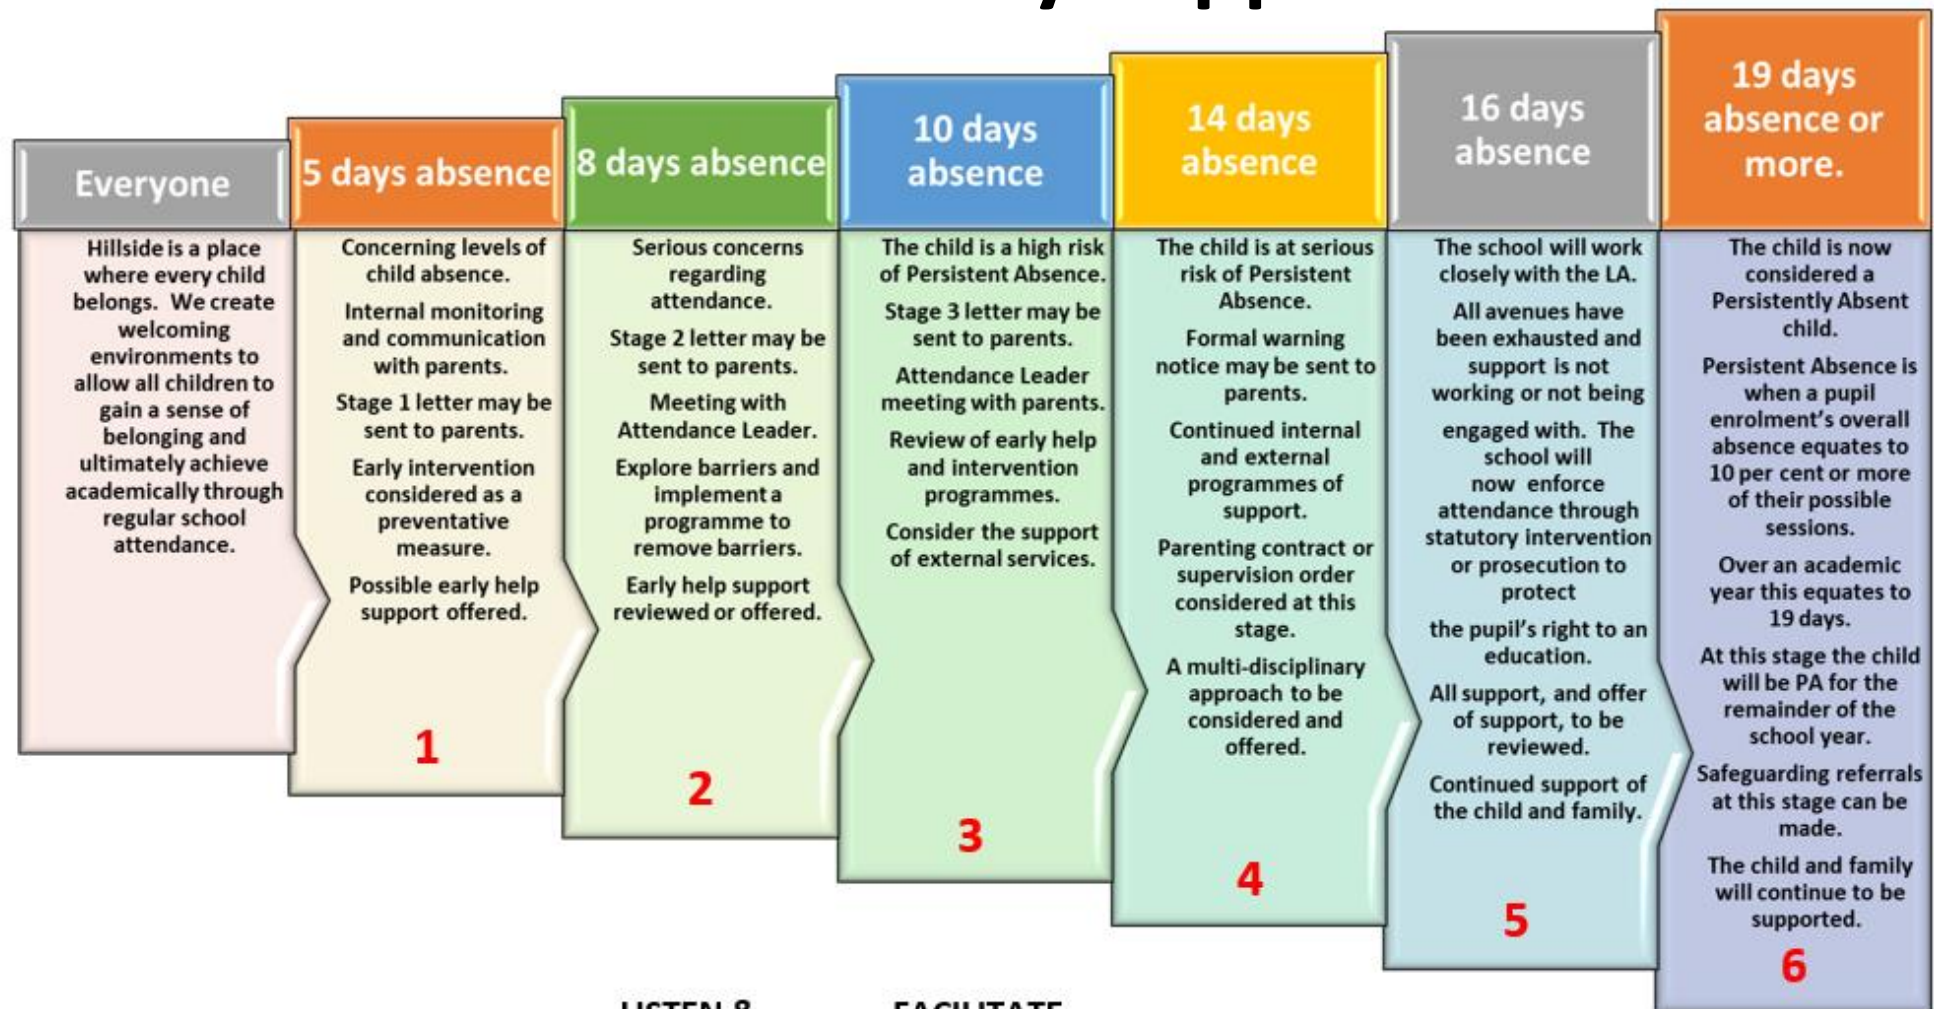 Everyone
Hillside is a place
where every child
belongs. We create
welcoming
environments to
allow all children to
gain a sense of
belonging and
ultimately achieve
academically through
regular school
attendance.
5 days absence
Concerning levels of
child absence.
Internal monitoring
and communication
with parents.
Stage 1 letter may be
sent to parents.
Early intervention
considered as a
preventative
measure.
Possible early help
support offered.
1
8 days absence
Serious concerns
regarding
attendance.
Stage 2 letter may be
sent to parents.
Meeting with
Attendance Leader.
Explore barriers and
implement a
programme to
remove barriers.
Early help support
reviewed or offered.
2
10 days
absence
The child is a high risk
of Persistent Absence.
Stage 3 letter may be
sent to parents.
Attendance Leader
meeting with parents.
Review of early help
and intervention
programmes.
Consider the support
of external services.
3
14 days
absence
The child is at serious
risk of Persistent
Absence.
Formal warning
notice may be sent to
parents.
Continued internal
and external
programmes of
support.
Parenting contract or
supervision order
considered at this
stage.
A multi-disciplinary
approach to be
considered and
offered.
4
16 days
absence
The school will work
closely with the LA.
All avenues have
been exhausted and
support is not
working or not being
engaged with. The
school will
now enforce
attendance through
statutory intervention
or prosecution to
protect
the pupil's right to an
education.
All support, and offer
of support, to be
reviewed.
Continued support of
the child and family.
5
19 days
absence or
more.
The child is now
considered a
Persistently Absent
child.
Persistent Absence is
when a pupil
enrolment's overall
absence equates to
10 per cent or more
of their possible
sessions.
Over an academic
year this equates to
19 days.
At this stage the child
will be PA for the
remainder of the
school year.
Safeguarding referrals
at this stage can be
made.
The child and family
will continue to be
supported.
6
LISTEN &
FACILITATE